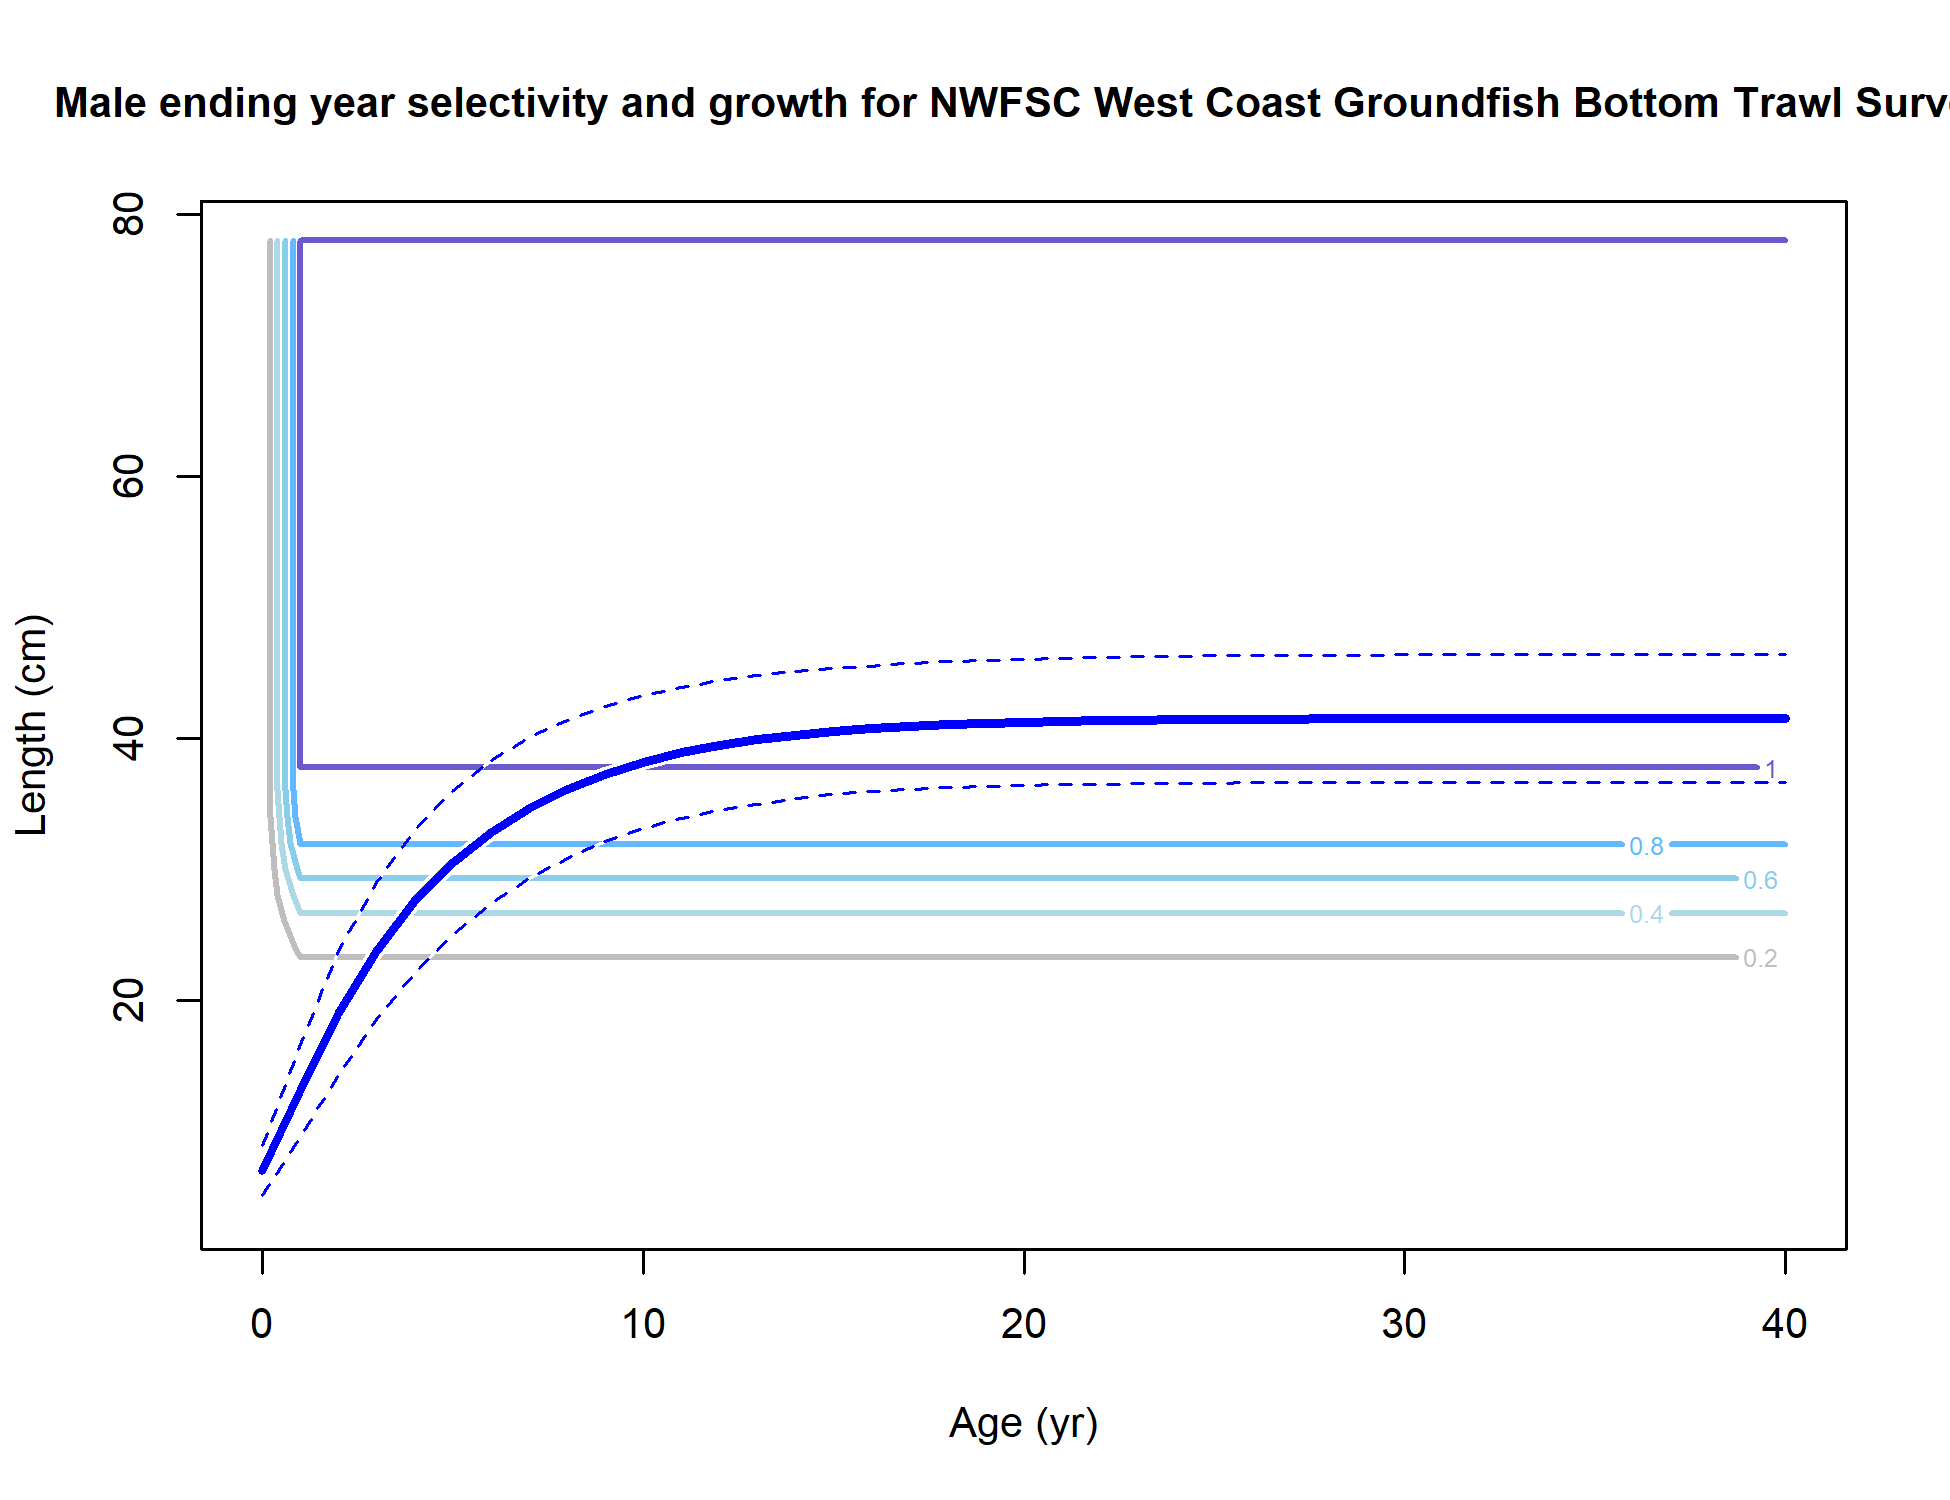 Male ending year selectivity and growth for NWFSC West Coast Groundfish Bottom Trawl Surv
80
60
40
20
Length (cm)
1
0.8
0.6
0.4
0.2
0 10 20 30 40
Age (yr)